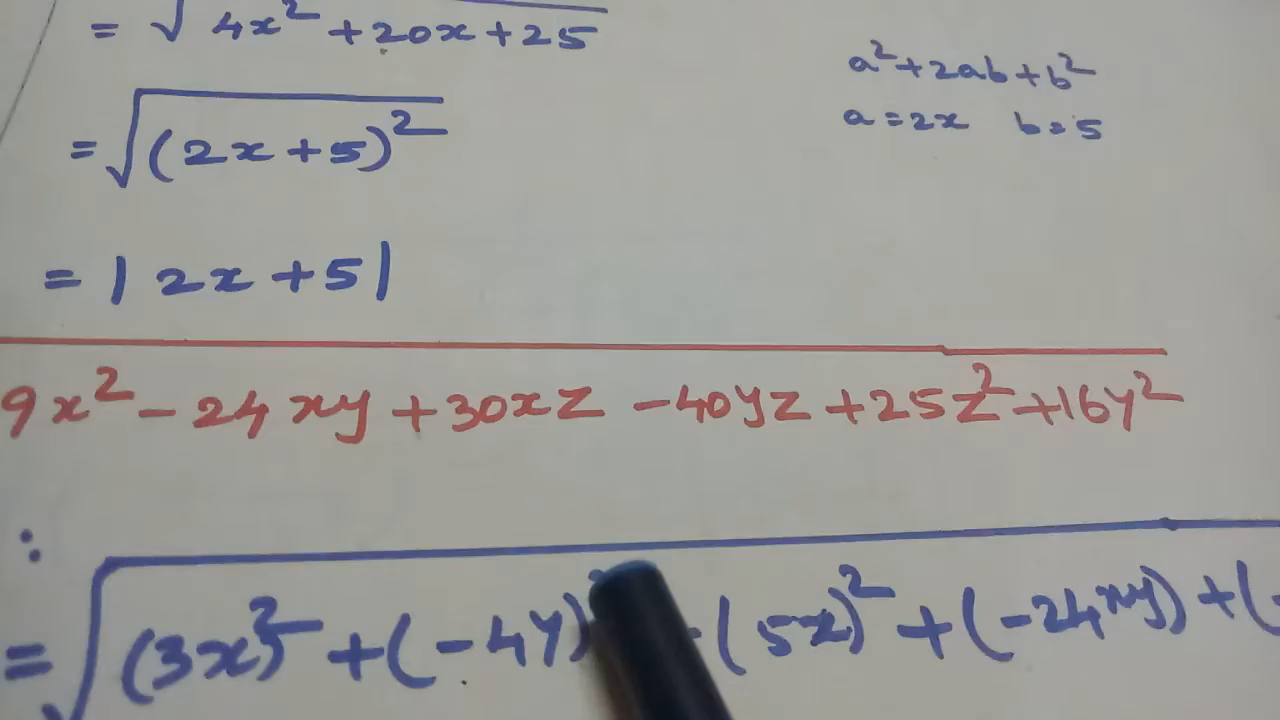 = √4x² + 20x + 25
a² + 2ab + b²
= √(2x + 5)²
a = 2x b = 5
= |2x + 5|
9x² - 24xy + 30xz - 40yz + 25z² + 16y²
:
= √(3x)² + (-4y) (5z)² + (-24xy) + (-